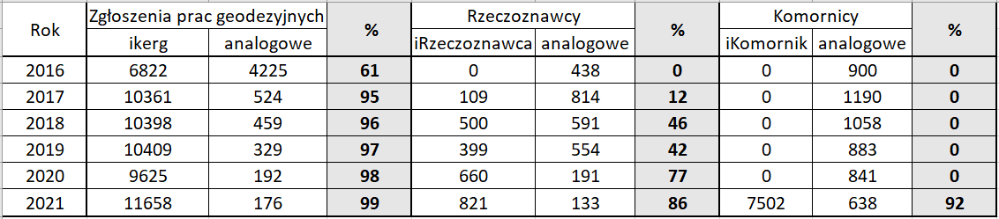 Rok Zgłoszenia prac geodezyjnych % Rzeczoznawcy % Komornicy %
ikerg analogowe iRzeczoznawca analogowe iKomornik analogowe
2016 6822 4225 61 0 438 0 0 900 0
2017 10361 524 95 109 814 12 0 1190 0
2018 10398 459 96 500 591 46 0 1058 0
2019 10409 329 97 399 554 42 0 883 0
2020 9625 192 98 660 191 77 0 841 0
2021 11658 176 99 821 133 86 7502 638 92